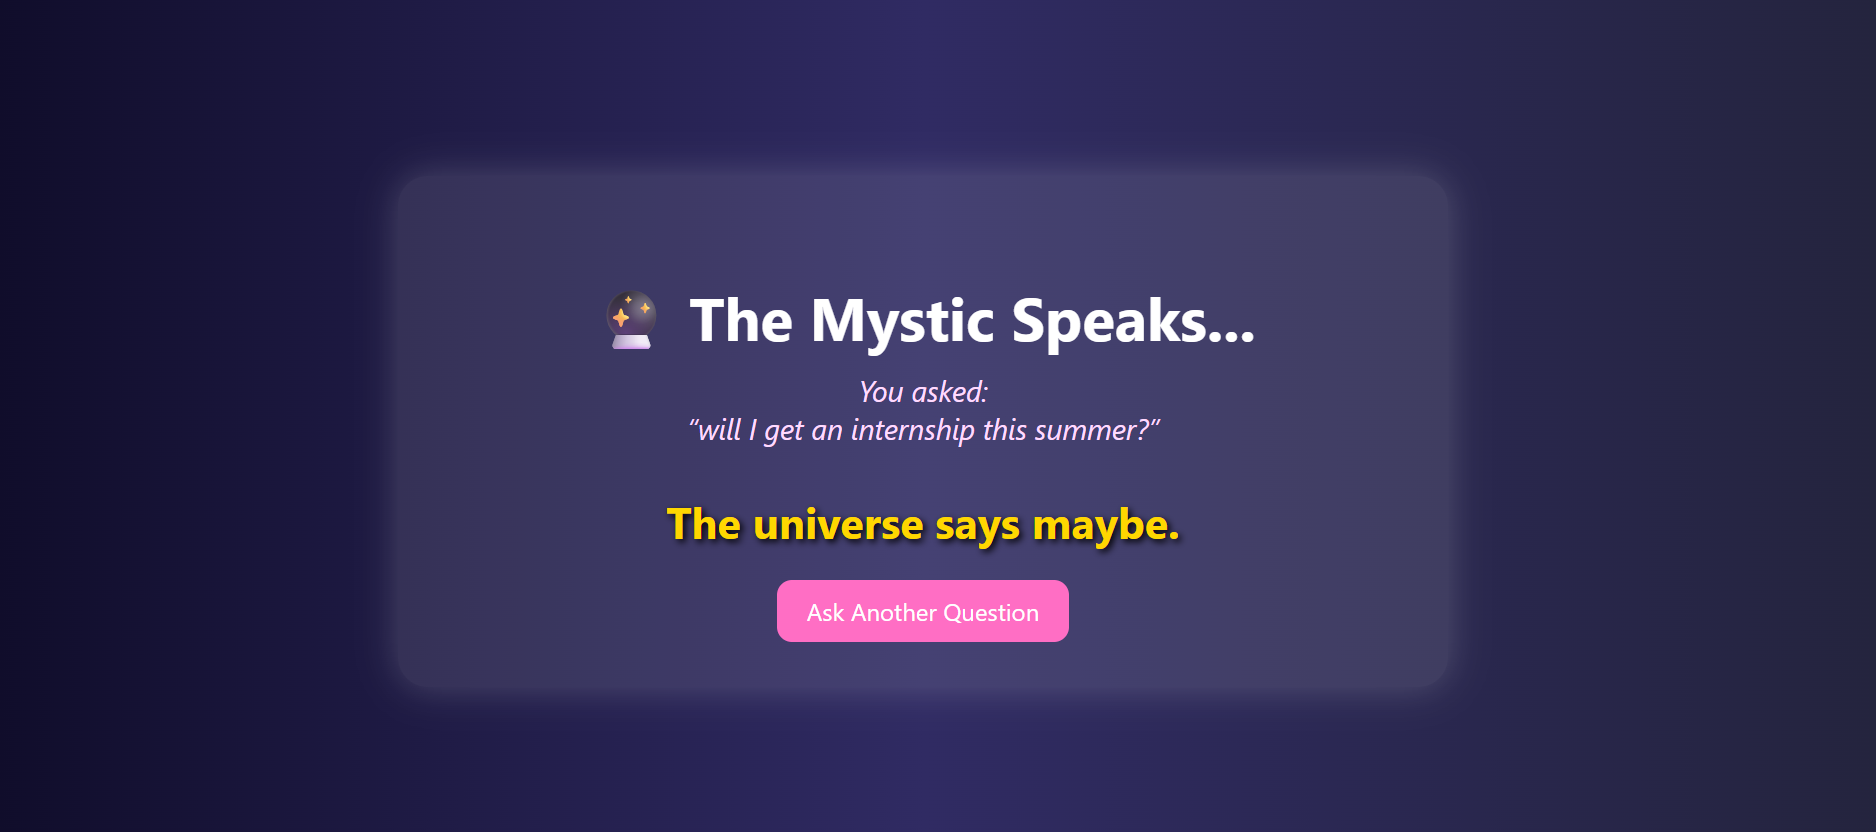 The Mystic Speaks...
You asked:
“will I get an internship this summer?”
The universe says maybe.
Ask Another Question